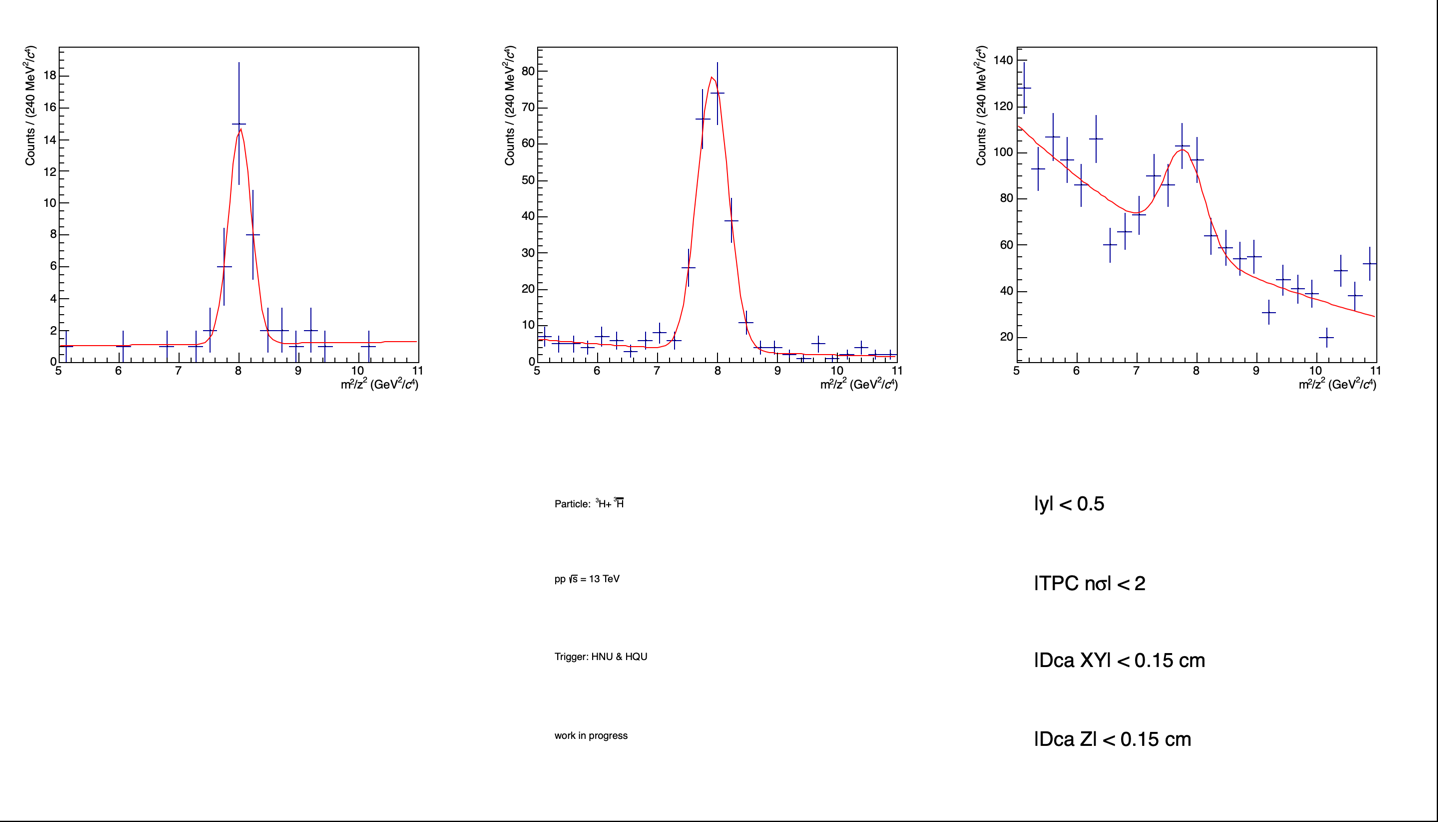 Counts / (240 MeV²/c⁴)
18
16
14
12
10
8
6
4
2
0
5 6 7 8 9 10 11
m²/z² (GeV²/c⁴)
Counts / (240 MeV²/c⁴)
80
70
60
50
40
30
20
10
0
5 6 7 8 9 10 11
m²/z² (GeV²/c⁴)
Counts / (240 MeV²/c⁴)
140
120
100
80
60
40
20
5 6 7 8 9 10 11
m²/z² (GeV²/c⁴)
Particle: ³H+ ³H̅
|y| < 0.5
pp √s = 13 TeV
|TPC nσ| < 2
Trigger: HNU & HQU
|Dca XY| < 0.15 cm
work in progress
|Dca Z| < 0.15 cm